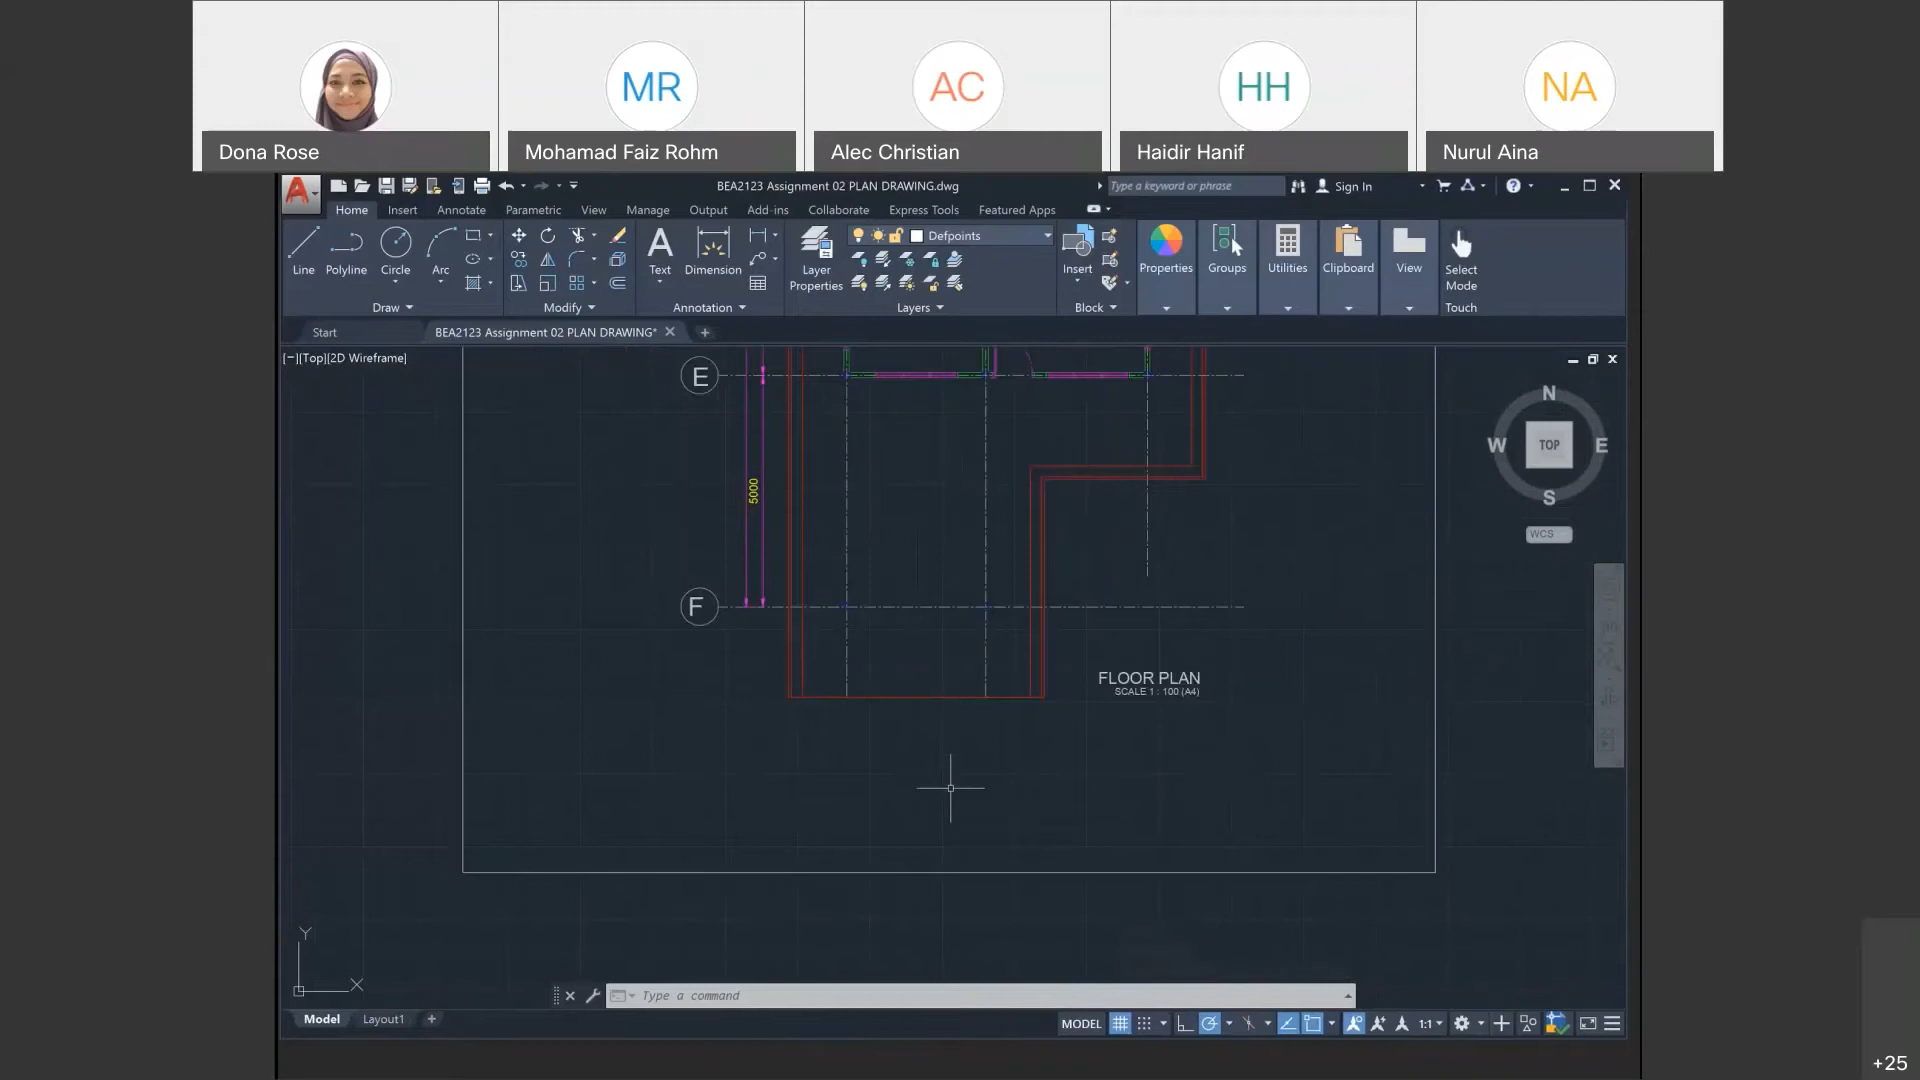 MR
AC
HH
NA
Dona Rose
Mohamad Faiz Rohm
Alec Christian
Haidir Hanif
Nurul Aina
A
BEA2123 Assignment 02 PLAN DRAWING.dwg
Type a keyword or phrase
Sign In
Home
Insert
Annotate
Parametric
View
Manage
Output
Add-ins
Collaborate
Express Tools
Featured Apps
Line
Polyline
Circle
Arc
Draw
Modify
A
Text
Dimension
Annotation
Layer
Properties
Defpoints
Layers
Insert
Block
Properties
Groups
Utilities
Clipboard
View
Select
Mode
Touch
Start
BEA2123 Assignment 02 PLAN DRAWING*
[−][Top][2D Wireframe]
E
5000
F
FLOOR PLAN
SCALE 1 : 100 (A4)
N
W
TOP
E
S
WCS
Y
X
Type a command
Model
Layout1
MODEL
1:1
+25